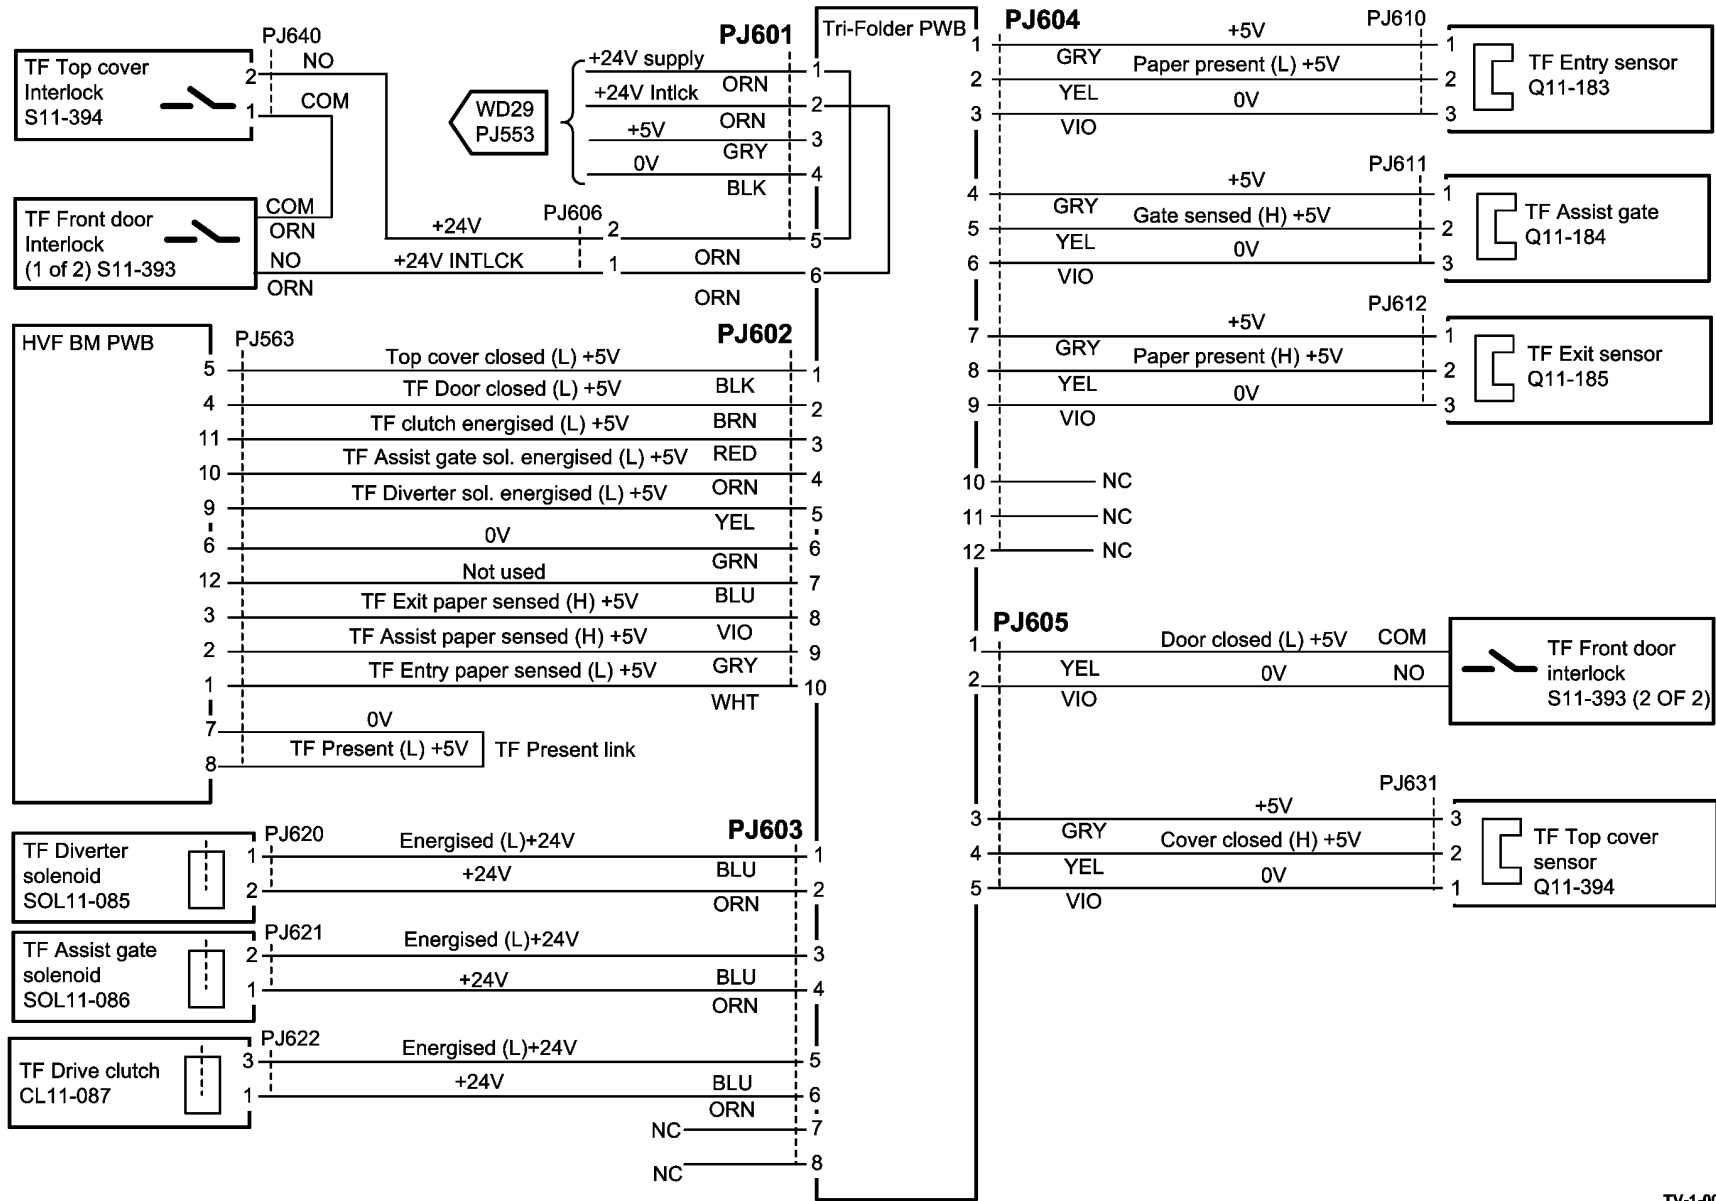 PJ640
TF Top cover
Interlock
S11-394
2
NO
1
COM
TF Front door
Interlock
(1 of 2) S11-393
COM
ORN
NO
ORN
+24V
+24V INTLCK
PJ606
2
1
ORN
ORN
WD29
PJ553
PJ601
+24V supply
ORN
1
+24V Intlck
ORN
2
+5V
GRY
3
0V
BLK
4
5
6
Tri-Folder PWB
HVF BM PWB
PJ563
PJ602
5
Top cover closed (L) +5V
BLK
1
4
TF Door closed (L) +5V
BRN
2
11
TF clutch energised (L) +5V
RED
3
10
TF Assist gate sol. energised (L) +5V
ORN
4
9
TF Diverter sol. energised (L) +5V
YEL
5
6
0V
GRN
6
12
Not used
BLU
7
3
TF Exit paper sensed (H) +5V
VIO
8
2
TF Assist paper sensed (H) +5V
GRY
9
1
TF Entry paper sensed (L) +5V
WHT
10
7
0V
8
TF Present (L) +5V
TF Present link
PJ603
TF Diverter
solenoid
SOL11-085
PJ620
1
Energised (L)+24V
BLU
1
2
+24V
ORN
2
TF Assist gate
solenoid
SOL11-086
PJ621
2
Energised (L)+24V
BLU
3
1
+24V
ORN
4
TF Drive clutch
CL11-087
PJ622
3
Energised (L)+24V
BLU
5
1
+24V
ORN
6
NC
7
NC
8
PJ604
PJ610
1
+5V
GRY
1
2
Paper present (L) +5V
YEL
2
3
0V
VIO
3
TF Entry sensor
Q11-183
PJ611
4
+5V
GRY
1
5
Gate sensed (H) +5V
YEL
2
6
0V
VIO
3
TF Assist gate
Q11-184
PJ612
7
+5V
GRY
1
8
Paper present (H) +5V
YEL
2
9
0V
VIO
3
TF Exit sensor
Q11-185
10
NC
11
NC
12
NC
PJ605
1
Door closed (L) +5V
COM
YEL
2
0V
NO
VIO
TF Front door
interlock
S11-393 (2 OF 2)
PJ631
3
+5V
GRY
3
4
Cover closed (H) +5V
YEL
2
5
0V
VIO
1
TF Top cover
sensor
Q11-394